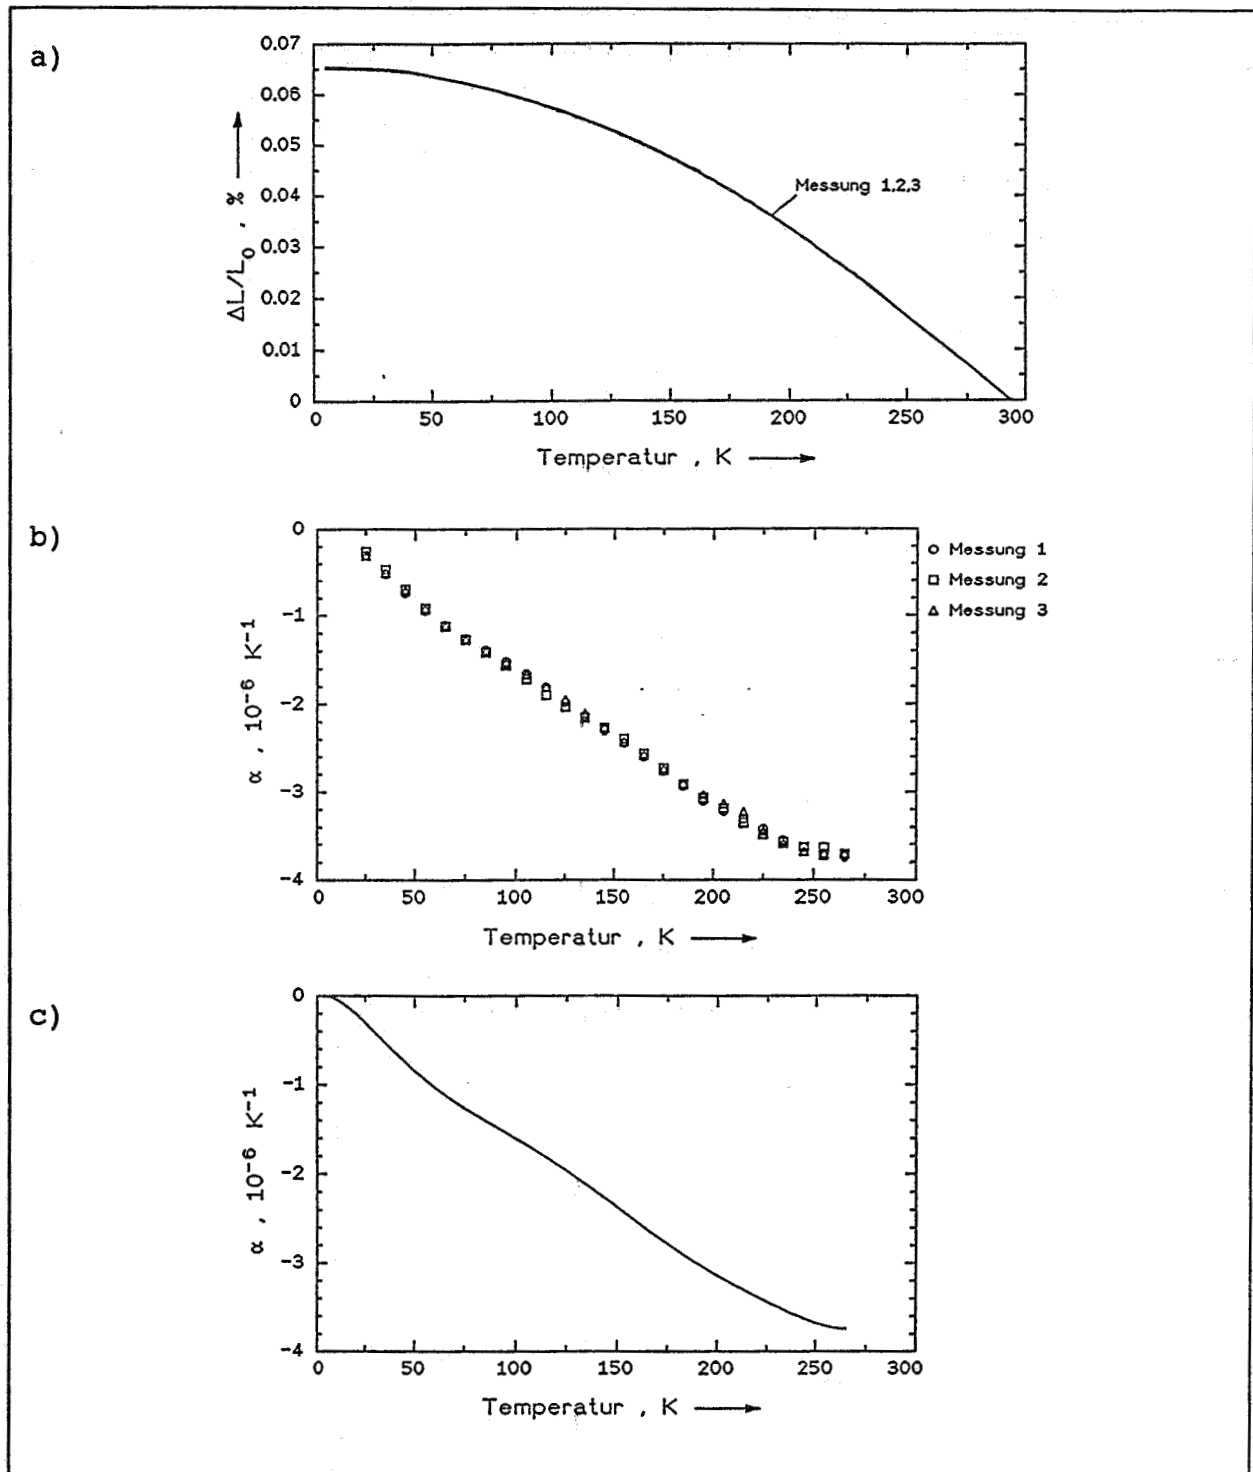 a)
0.07
0.06
0.05
0.04
0.03
0.02
0.01
0
ΔL/L₀ , %
Messung 1,2,3
0 50 100 150 200 250 300
Temperatur , K
b)
0
-1
-2
-3
-4
α , 10⁻⁶ K⁻¹
Messung 1
Messung 2
Messung 3
0 50 100 150 200 250 300
Temperatur , K
c)
0
-1
-2
-3
-4
α , 10⁻⁶ K⁻¹
0 50 100 150 200 250 300
Temperatur , K